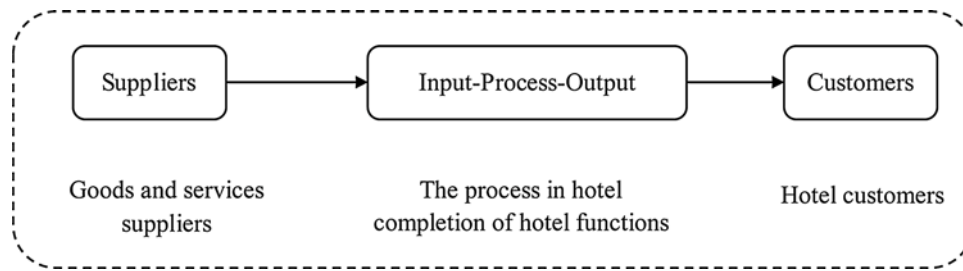 Suppliers
Input-Process-Output
Customers
Goods and services
suppliers
The process in hotel
completion of hotel functions
Hotel customers